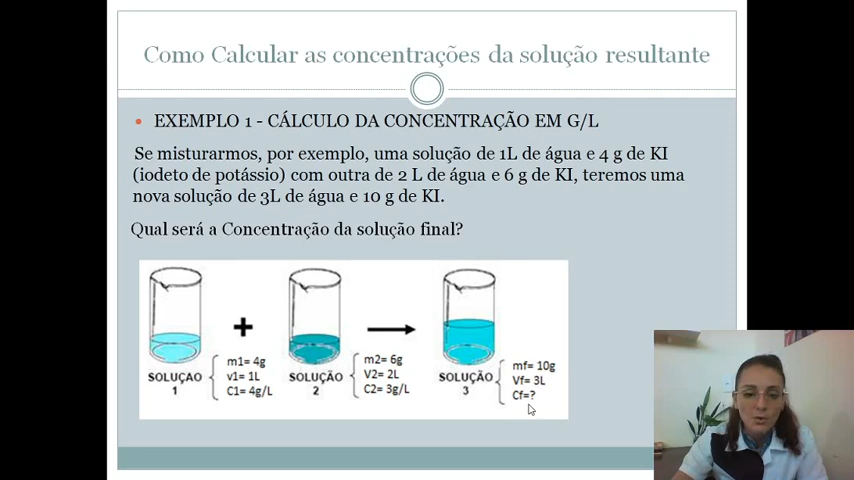 Como Calcular as concentrações da solução resultante
EXEMPLO 1 - CÁLCULO DA CONCENTRAÇÃO EM G/L
Se misturarmos, por exemplo, uma solução de 1L de água e 4 g de KI
(iodeto de potássio) com outra de 2 L de água e 6 g de KI, teremos uma
nova solução de 3L de água e 10 g de KI.
Qual será a Concentração da solução final?
+
SOLUÇAO
1
m1= 4g
v1= 1L
C1= 4g/L
SOLUÇÃO
2
m2= 6g
V2= 2L
C2= 3g/L
SOLUÇÃO
3
mf= 10g
Vf= 3L
Cf=?